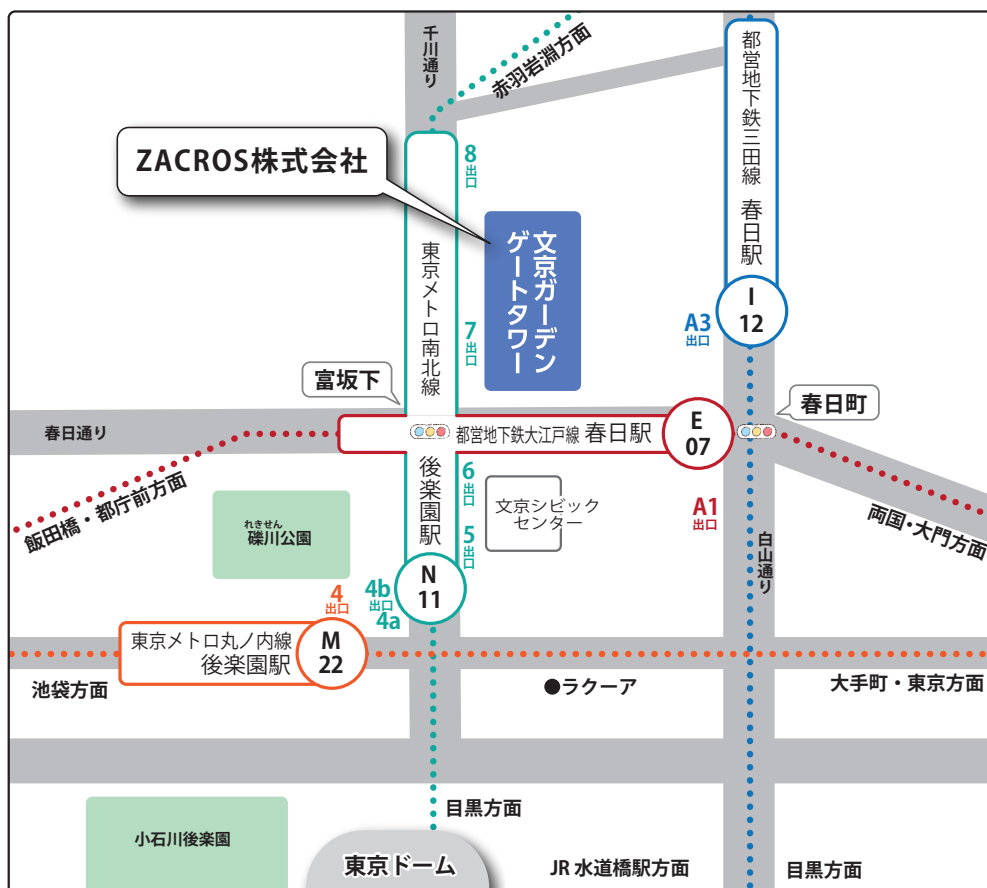 千川通り
赤羽岩淵方面
都営地下鉄三田線 春日駅
I
12
ZACROS株式会社
8
出口
文京ガーデン
ゲートタワー
東京メトロ南北線
7
出口
A3
出口
富坂下
春日町
春日通り
都営地下鉄大江戸線 春日駅
E
07
飯田橋・都庁前方面
後楽園駅
6
出口
文京シビック
センター
A1
出口
両国・大門方面
れきせん
礫川公園
5
出口
白山通り
4
出口
4b
出口
4a
N
11
東京メトロ丸ノ内線
後楽園駅
M
22
池袋方面
●ラクーア
大手町・東京方面
目黒方面
小石川後楽園
東京ドーム
JR 水道橋駅方面
目黒方面